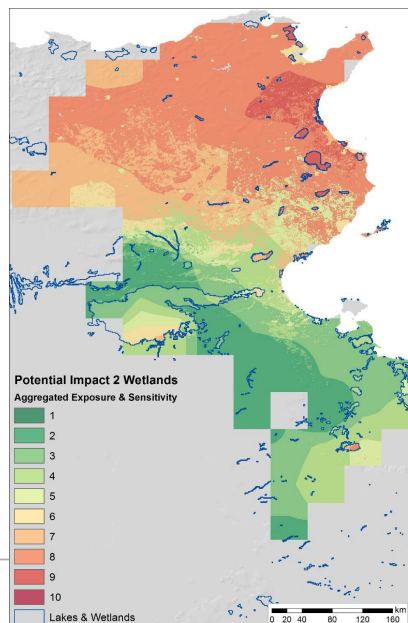 Potential Impact 2 Wetlands
Aggregated Exposure & Sensitivity
1
2
3
4
5
6
7
8
9
10
Lakes & Wetlands
km
0 20 40 80 120 160